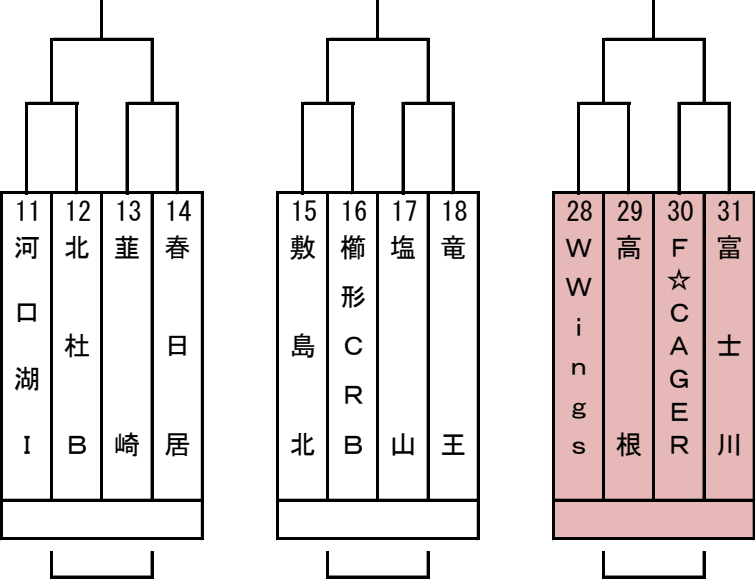 11
河口湖I
12
北杜B
13
韮崎
14
春日居
15
敷島北
16
櫛形CRB
17
塩山
18
竜王
28
WWings
29
高根
30
F☆CAGER
31
富士川